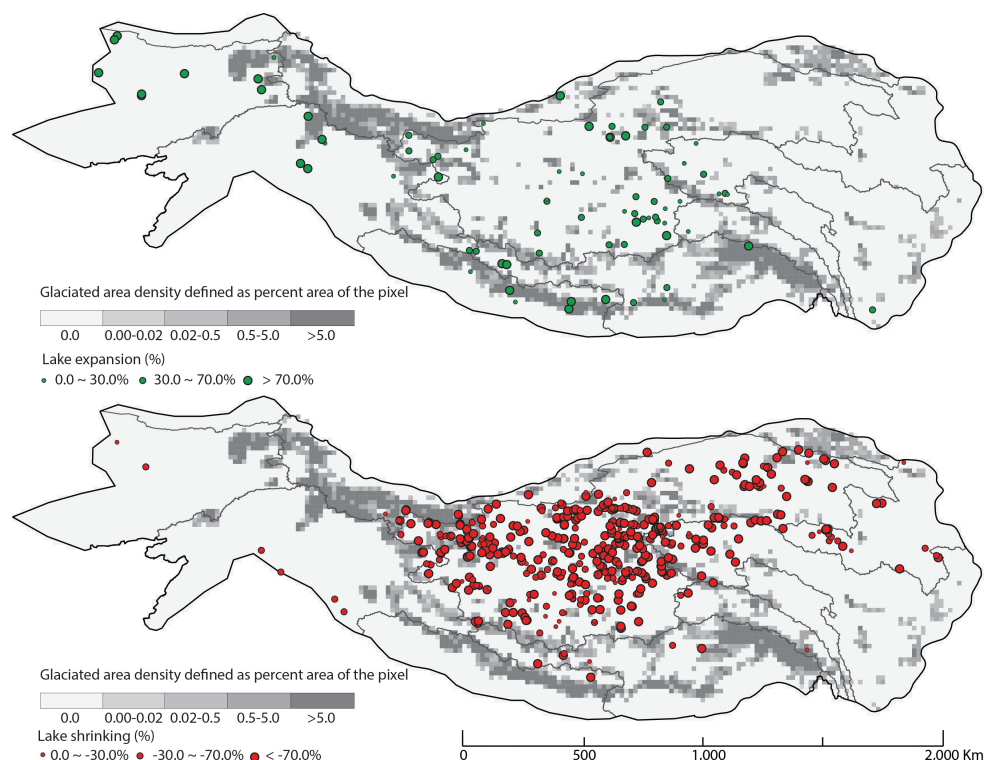 Glaciated area density defined as percent area of the pixel
0.0 0.00-0.02 0.02-0.5 0.5-5.0 >5.0
Lake expansion (%)
0.0 ~ 30.0% 30.0 ~ 70.0% > 70.0%
Glaciated area density defined as percent area of the pixel
0.0 0.00-0.02 0.02-0.5 0.5-5.0 >5.0
Lake shrinking (%)
0.0 ~ -30.0% -30.0 ~ -70.0% < -70.0%
0 500 1.000 2.000 Km